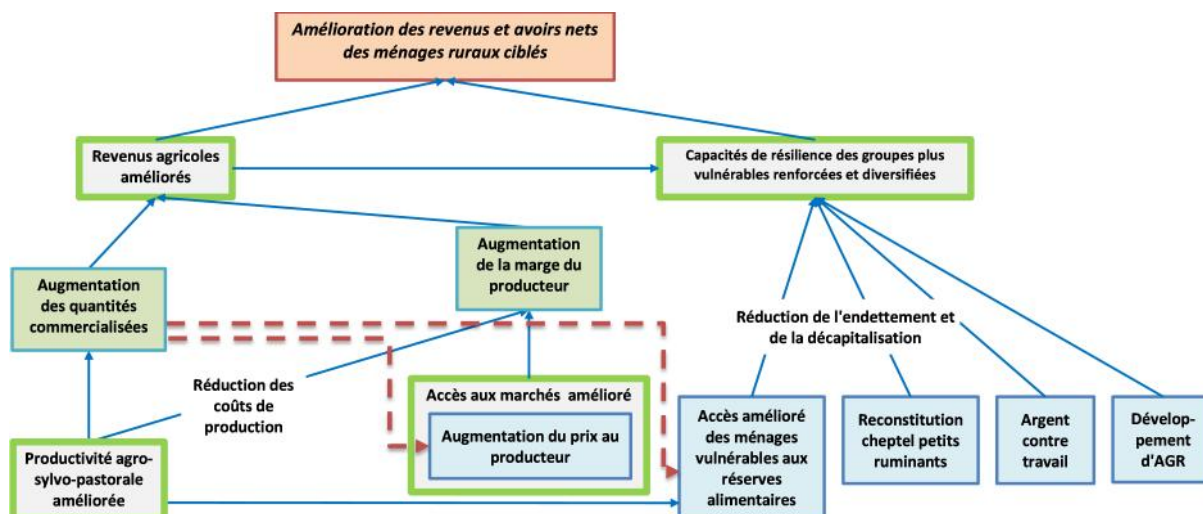 Amélioration des revenus et avoirs nets
des ménages ruraux ciblés
Revenus agricoles
améliorés
Capacités de résilience des groupes plus
vulnérables renforcées et diversifiées
Augmentation
de la marge du
producteur
Augmentation
des quantités
commercialisées
Réduction de l'endettement et
de la décapitalisation
Réduction des
coûts de
production
Accès aux marchés amélioré
Augmentation du prix au
producteur
Productivité agro-
sylvo-pastorale
améliorée
Accès amélioré
des ménages
vulnérables aux
réserves
alimentaires
Reconstitution
cheptel petits
ruminants
Argent
contre
travail
Dévelop-
pement
d'AGR